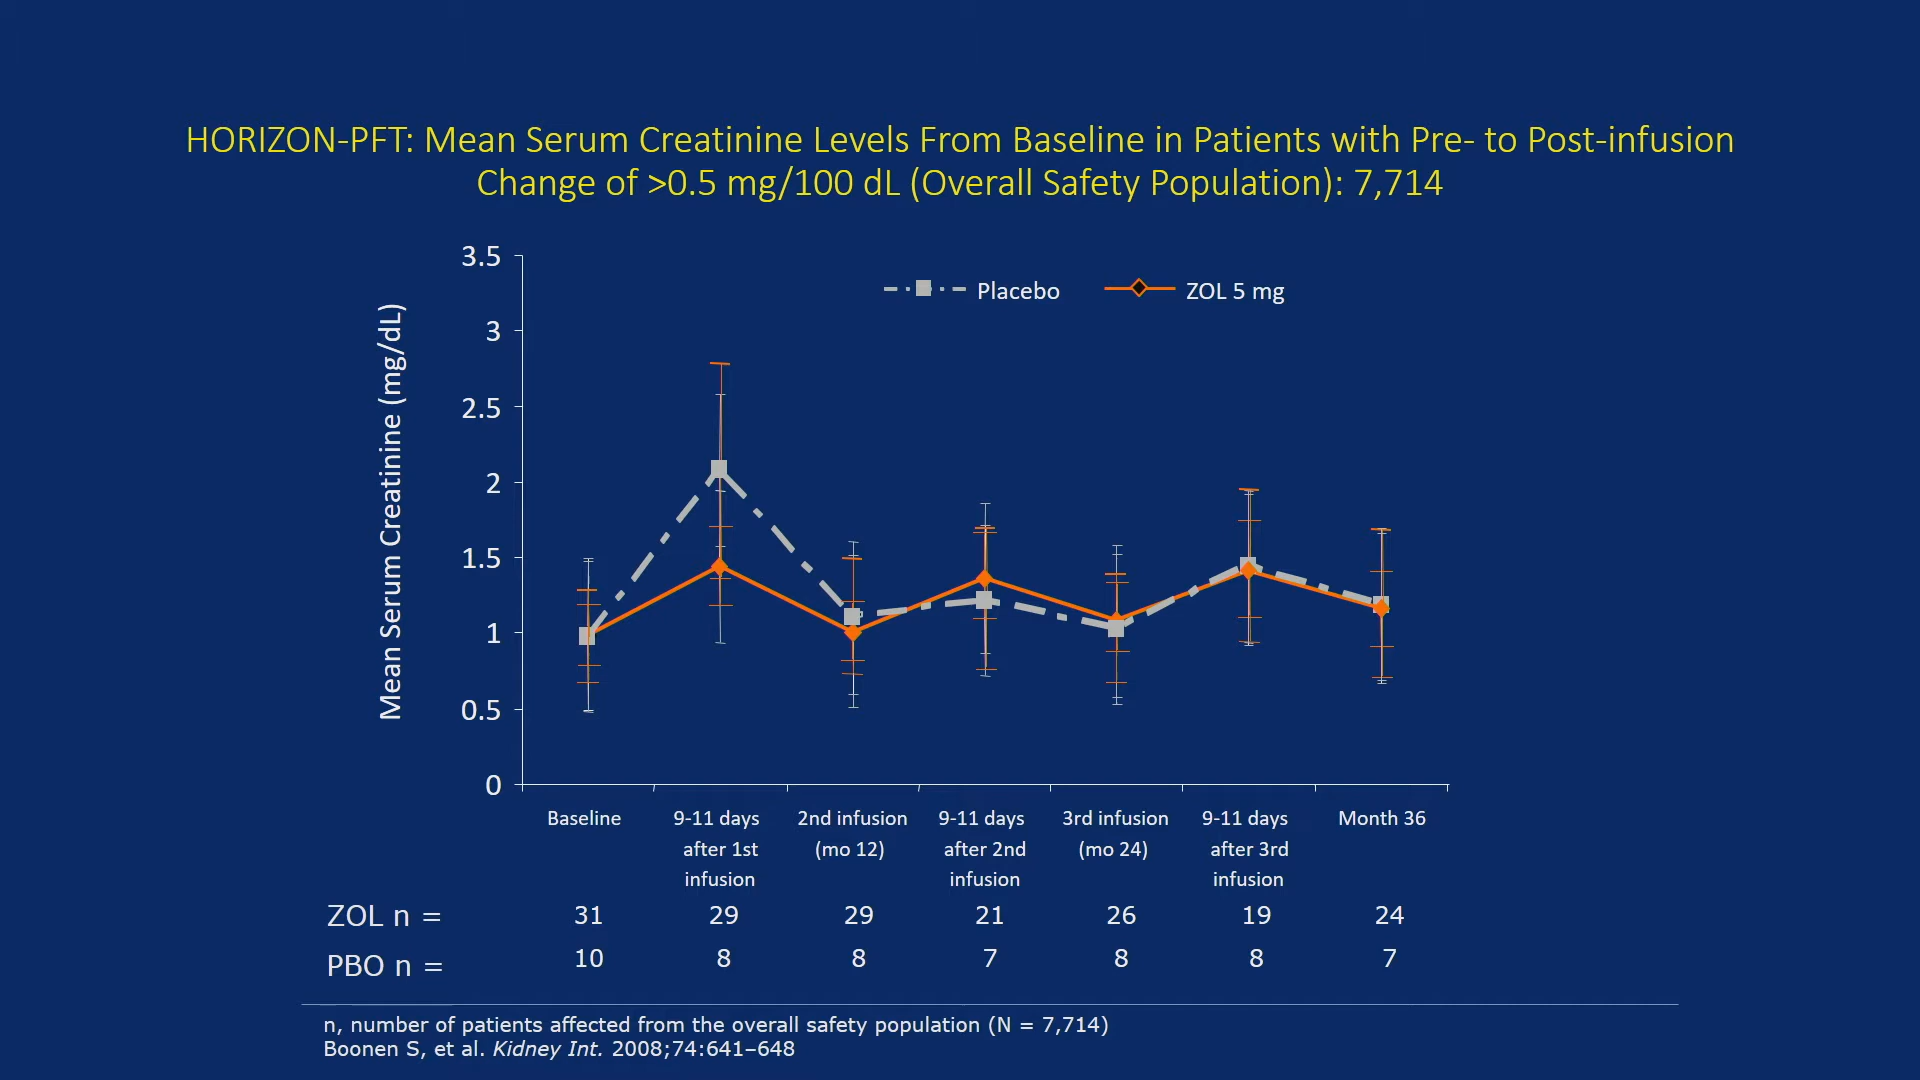 HORIZON-PFT: Mean Serum Creatinine Levels From Baseline in Patients with Pre- to Post-infusion
Change of >0.5 mg/100 dL (Overall Safety Population): 7,714
Placebo
ZOL 5 mg
Mean Serum Creatinine (mg/dL)
3.5
3
2.5
2
1.5
1
0.5
0
Baseline
9-11 days
after 1st
infusion
2nd infusion
(mo 12)
9-11 days
after 2nd
infusion
3rd infusion
(mo 24)
9-11 days
after 3rd
infusion
Month 36
ZOL n = 31 29 29 21 26 19 24
PBO n = 10 8 8 7 8 8 7
n, number of patients affected from the overall safety population (N = 7,714)
Boonen S, et al. Kidney Int. 2008;74:641–648